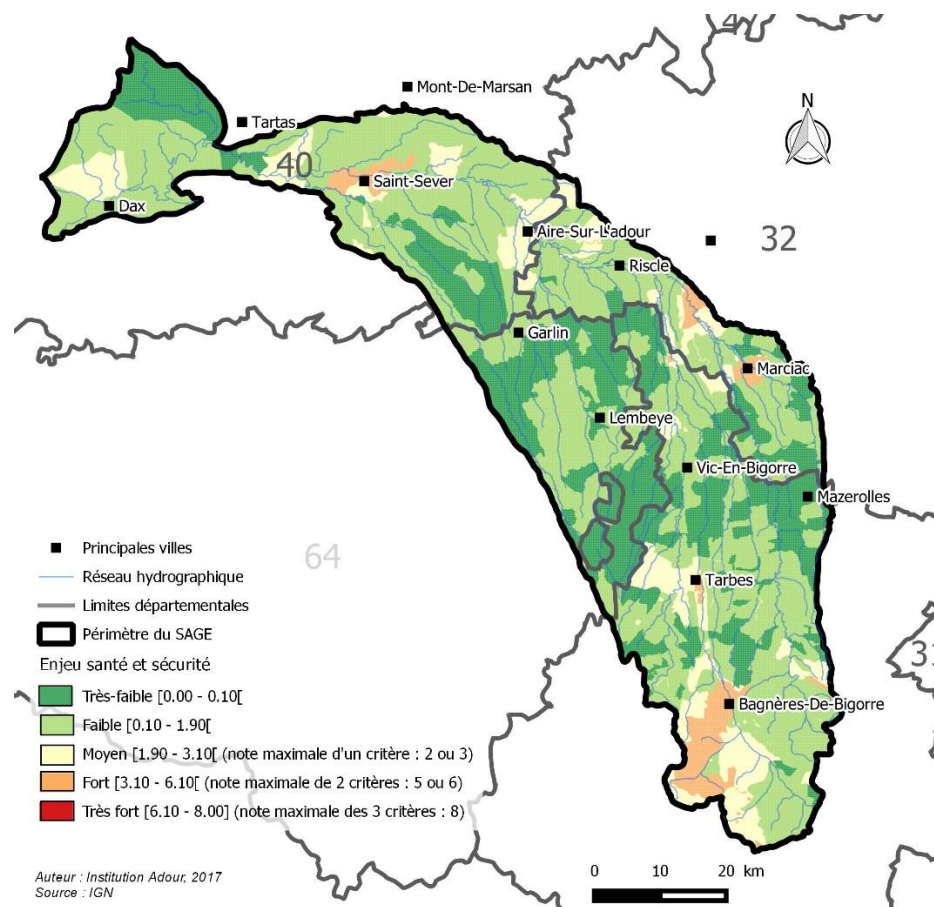 47
Mont-De-Marsan
N
Tartas
40
Saint-Sever
Dax
Aire-Sur-L'adour
32
Riscle
Garlin
Marciac
Lembeye
Vic-En-Bigorre
Mazerolles
64
Tarbes
Bagnères-De-Bigorre
Principales villes
Réseau hydrographique
Limites départementales
Périmètre du SAGE
Enjeu santé et sécurité
Très-faible [0.00 - 0.10[
Faible [0.10 - 1.90[
Moyen [1.90 - 3.10[ (note maximale d'un critère : 2 ou 3)
Fort [3.10 - 6.10[ (note maximale de 2 critères : 5 ou 6)
Très fort [6.10 - 8.00] (note maximale des 3 critères : 8)
Auteur : Institution Adour, 2017
Source : IGN
0 10 20 km